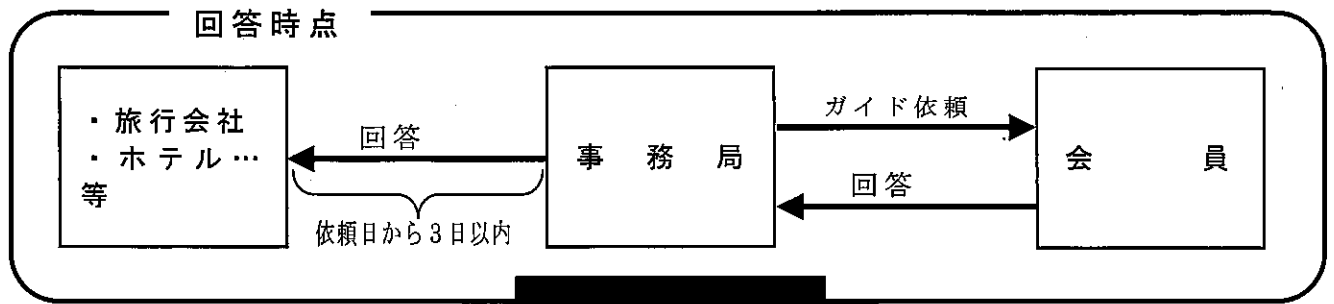 回答時点
・旅行会社
・ホテル…
等
回答
依頼日から3日以内
事務局
ガイド依頼
回答
会員